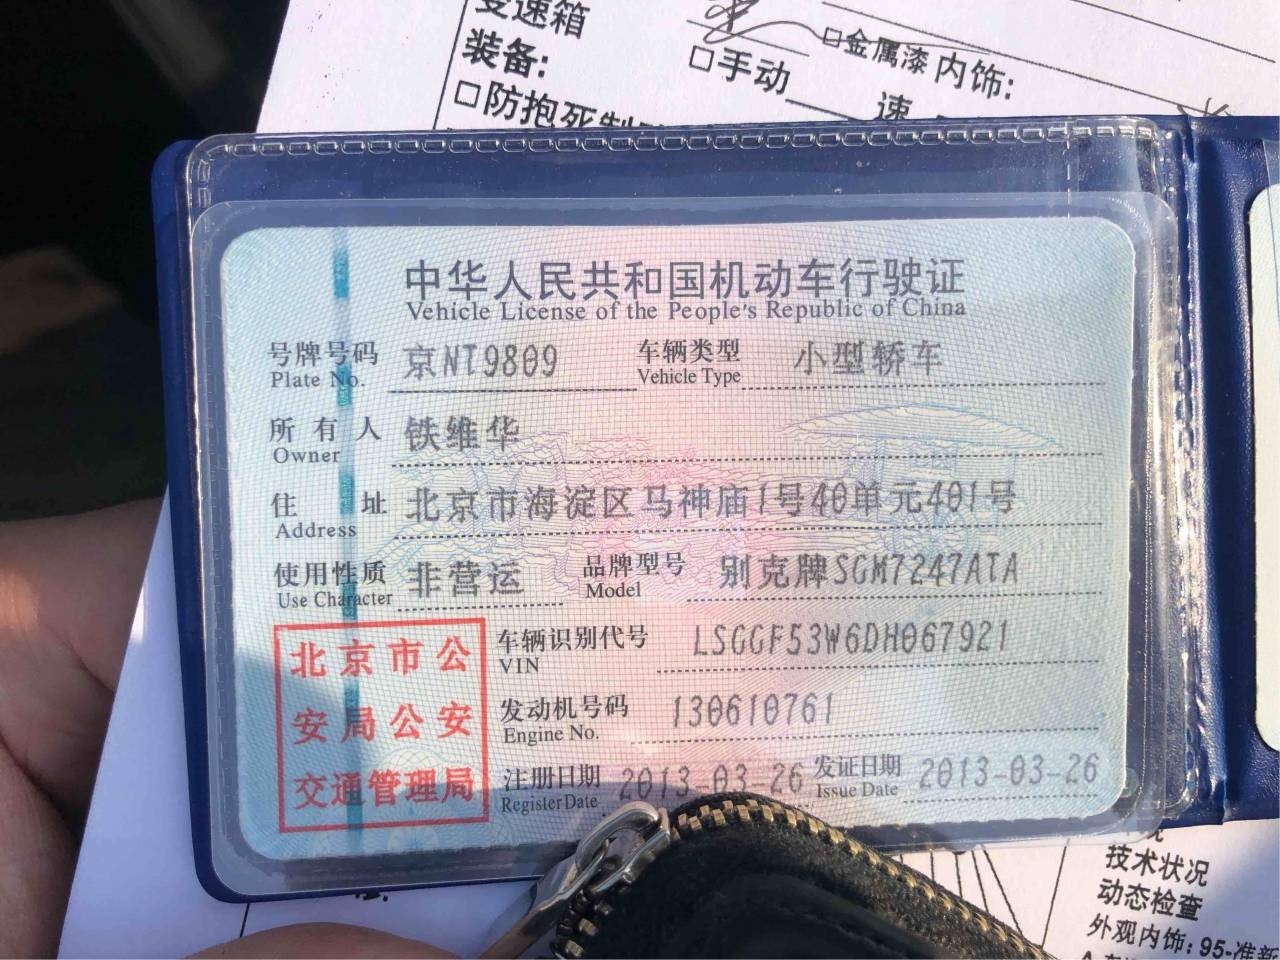 变速箱
装备:
□手动 速
□金属漆 内饰:
□防抱死制
中华人民共和国机动车行驶证
Vehicle License of the People's Republic of China
号牌号码 京NT9809 车辆类型 小型轿车
Plate No. Vehicle Type
所有人 铁维华
Owner
住址 北京市海淀区马神庙1号40单元401号
Address
使用性质 非营运 品牌型号 别克牌SGM7247ATA
Use Character Model
北京市公
安局公安
交通管理局
车辆识别代号 LSGGF53W6DH067921
VIN
发动机号码 130610761
Engine No.
注册日期 2013-03-26 发证日期 2013-03-26
Register Date Issue Date
技术状况
动态检查
外观内饰: 95-准新